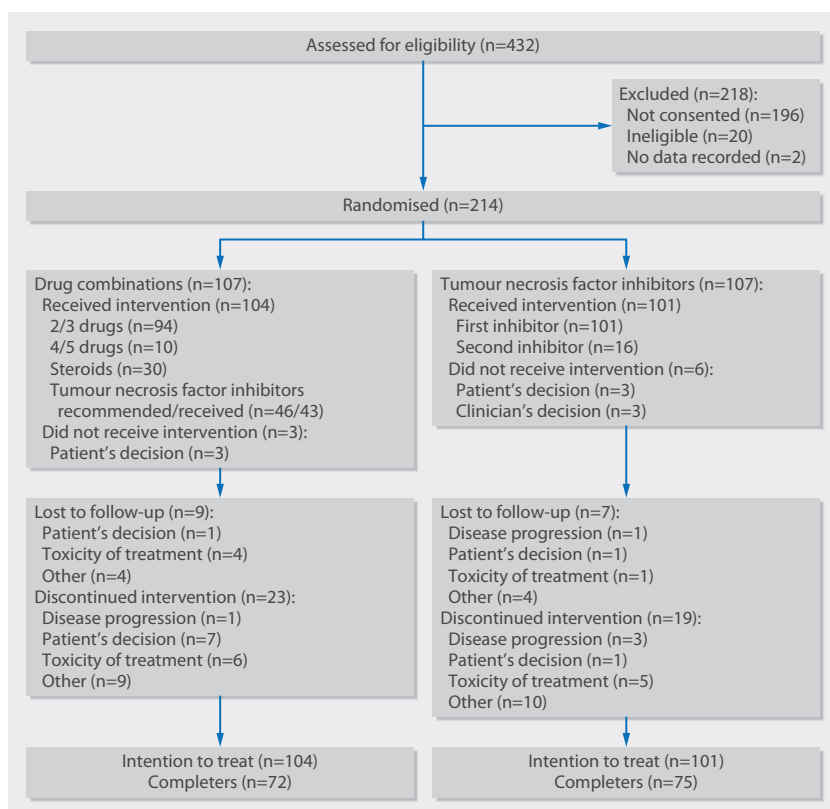 Assessed for eligibility (n=432)
Excluded (n=218):
Not consented (n=196)
Ineligible (n=20)
No data recorded (n=2)
Randomised (n=214)
Drug combinations (n=107):
Received intervention (n=104)
2/3 drugs (n=94)
4/5 drugs (n=10)
Steroids (n=30)
Tumour necrosis factor inhibitors
recommended/received (n=46/43)
Did not receive intervention (n=3):
Patient's decision (n=3)
Tumour necrosis factor inhibitors (n=107):
Received intervention (n=101)
First inhibitor (n=101)
Second inhibitor (n=16)
Did not receive intervention (n=6):
Patient's decision (n=3)
Clinician's decision (n=3)
Lost to follow-up (n=9):
Patient's decision (n=1)
Toxicity of treatment (n=4)
Other (n=4)
Discontinued intervention (n=23):
Disease progression (n=1)
Patient's decision (n=7)
Toxicity of treatment (n=6)
Other (n=9)
Lost to follow-up (n=7):
Disease progression (n=1)
Patient's decision (n=1)
Toxicity of treatment (n=1)
Other (n=4)
Discontinued intervention (n=19):
Disease progression (n=3)
Patient's decision (n=1)
Toxicity of treatment (n=5)
Other (n=10)
Intention to treat (n=104)
Completers (n=72)
Intention to treat (n=101)
Completers (n=75)